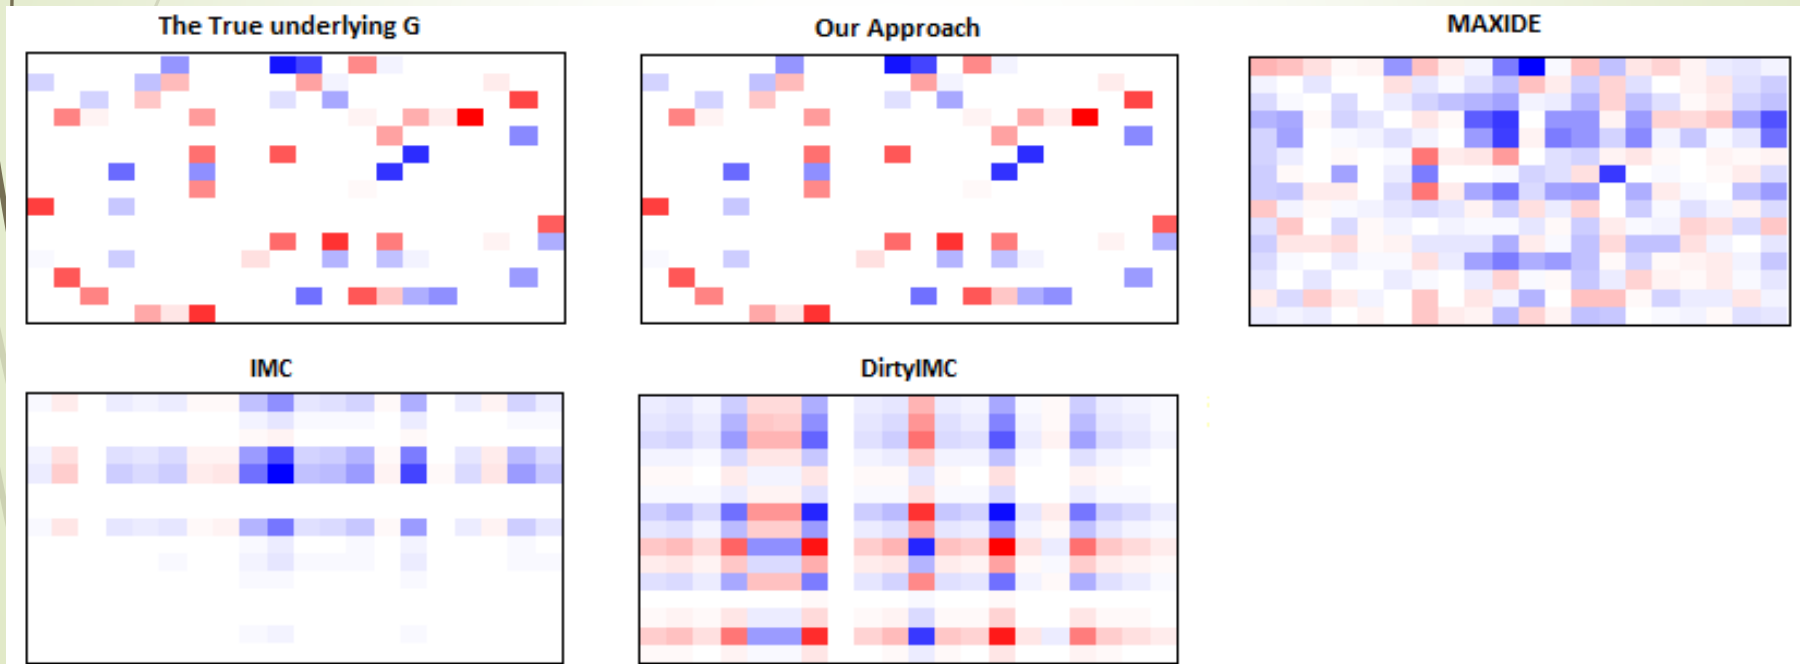 The True underlying G
Our Approach
MAXIDE
IMC
DirtyIMC